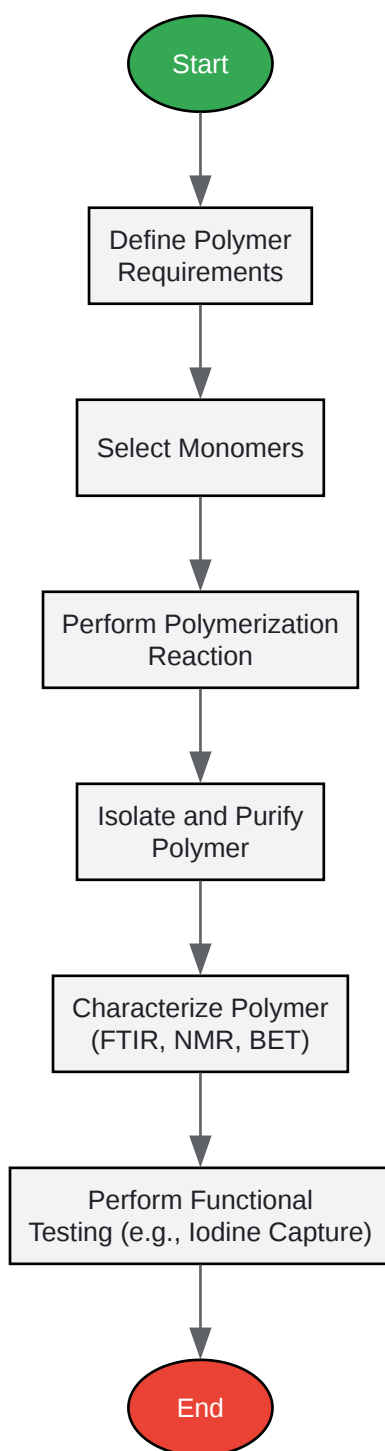 Start
Define Polymer
Requirements
Select Monomers
Perform Polymerization
Reaction
Isolate and Purify
Polymer
Characterize Polymer
(FTIR, NMR, BET)
Perform Functional
Testing (e.g., Iodine Capture)
End